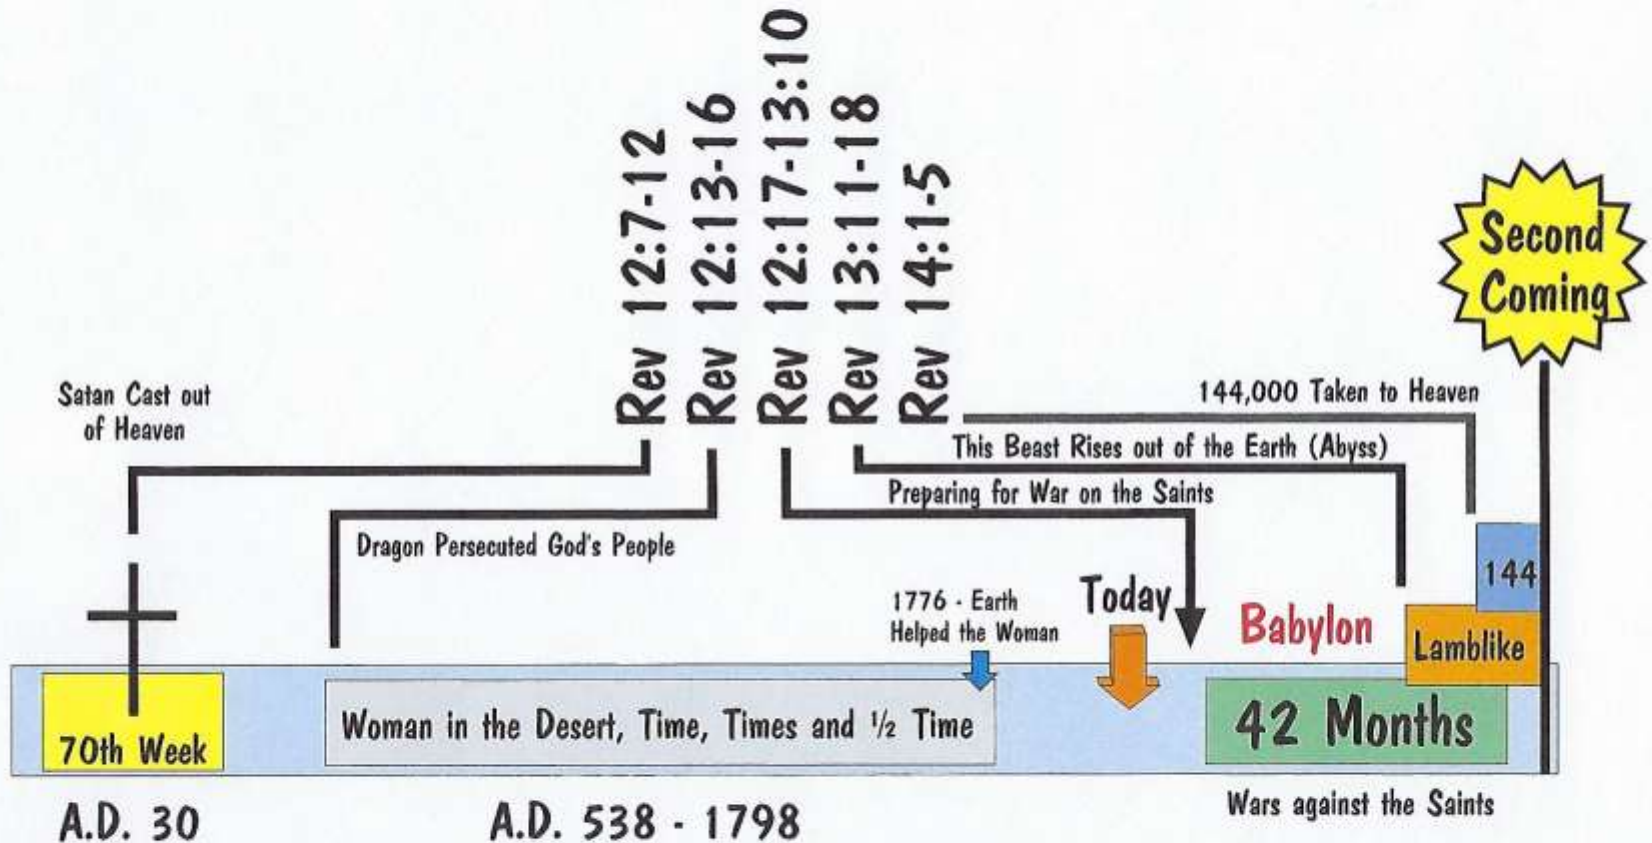 Rev 12:7-12
Rev 12:13-16
Rev 12:17-13:10
Rev 13:11-18
Rev 14:1-5
Second
Coming
Satan Cast out
of Heaven
144,000 Taken to Heaven
This Beast Rises out of the Earth (Abyss)
Preparing for War on the Saints
Dragon Persecuted God's People
1776 - Earth
Helped the Woman
Today
Babylon
144
Lamblike
70th Week
Woman in the Desert, Time, Times and ½ Time
42 Months
A.D. 30
A.D. 538 - 1798
Wars against the Saints